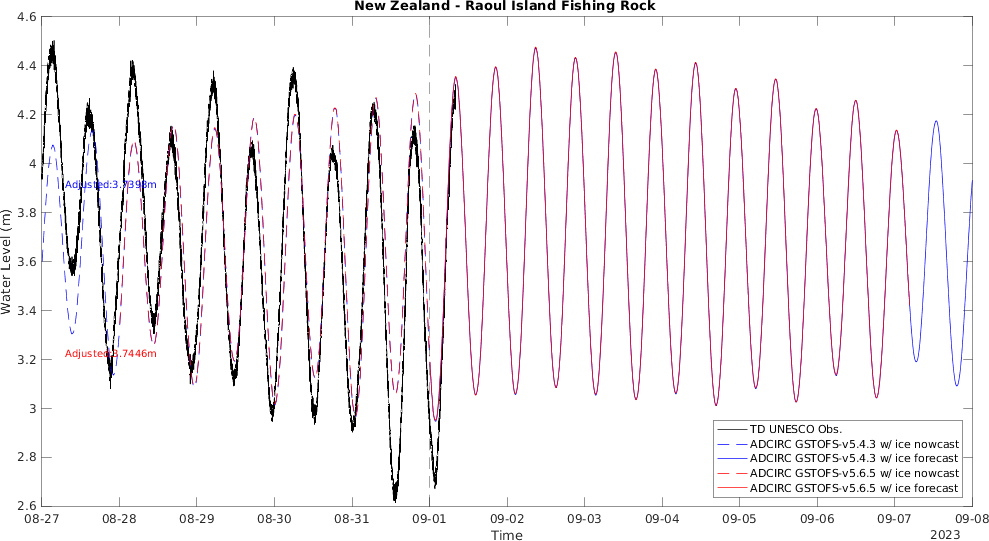 New Zealand - Raoul Island Fishing Rock
4.6
4.4
4.2
4
3.8
3.6
3.4
3.2
3
2.8
2.6
Water Level (m)
Adjusted:3.7393m
Adjusted:3.7446m
TD UNESCO Obs.
ADCIRC GSTOFS-v5.4.3 w/ ice nowcast
ADCIRC GSTOFS-v5.4.3 w/ ice forecast
ADCIRC GSTOFS-v5.6.5 w/ ice nowcast
ADCIRC GSTOFS-v5.6.5 w/ ice forecast
08-27 08-28 08-29 08-30 08-31 09-01 09-02 09-03 09-04 09-05 09-06 09-07 09-08
Time
2023